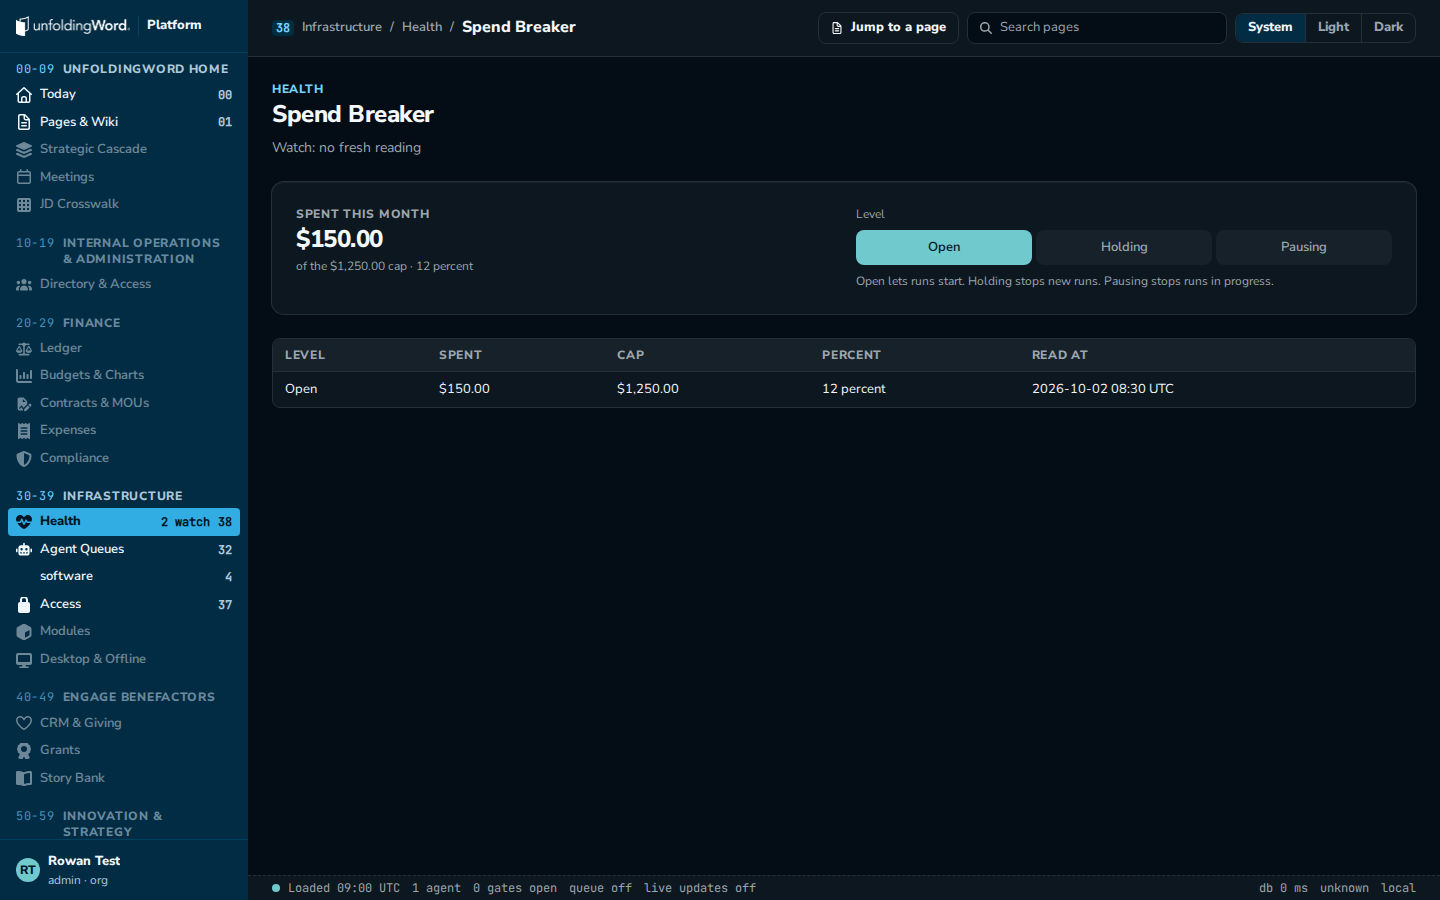 unfoldingWord. Platform
00-09 UNFOLDINGWORD HOME
Today 00
Pages & Wiki 01
Strategic Cascade
Meetings
JD Crosswalk
10-19 INTERNAL OPERATIONS
& ADMINISTRATION
Directory & Access
20-29 FINANCE
Ledger
Budgets & Charts
Contracts & MOUs
Expenses
Compliance
30-39 INFRASTRUCTURE
Health 2 watch 38
Agent Queues 32
software 4
Access 37
Modules
Desktop & Offline
40-49 ENGAGE BENEFACTORS
CRM & Giving
Grants
Story Bank
50-59 INNOVATION &
STRATEGY
RT Rowan Test
admin · org
38 Infrastructure / Health / Spend Breaker
Jump to a page
Search pages
System Light Dark
HEALTH
Spend Breaker
Watch: no fresh reading
SPENT THIS MONTH
$150.00
of the $1,250.00 cap · 12 percent
Level
Open Holding Pausing
Open lets runs start. Holding stops new runs. Pausing stops runs in progress.
LEVEL SPENT CAP PERCENT READ AT
Open $150.00 $1,250.00 12 percent 2026-10-02 08:30 UTC
Loaded 09:00 UTC 1 agent 0 gates open queue off live updates off
db 0 ms unknown local